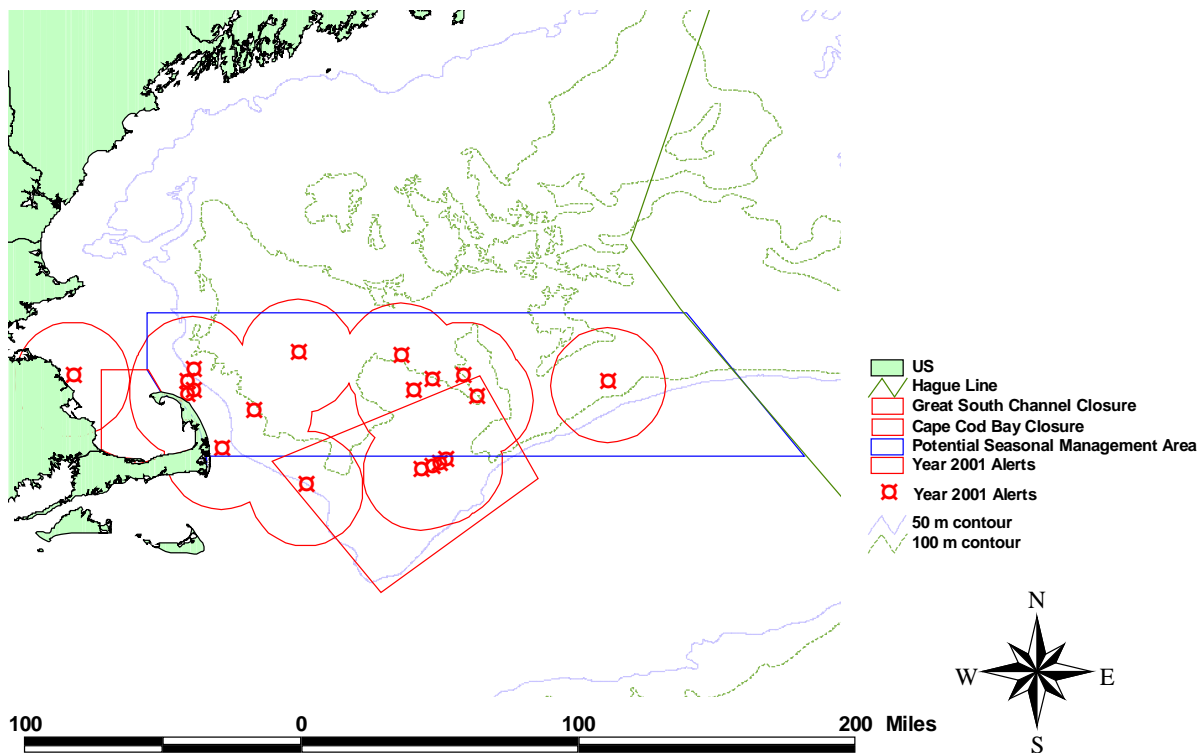 US
Hague Line
Great South Channel Closure
Cape Cod Bay Closure
Potential Seasonal Management Area
Year 2001 Alerts
Year 2001 Alerts
50 m contour
100 m contour
N
W E
S
100 0 100 200 Miles